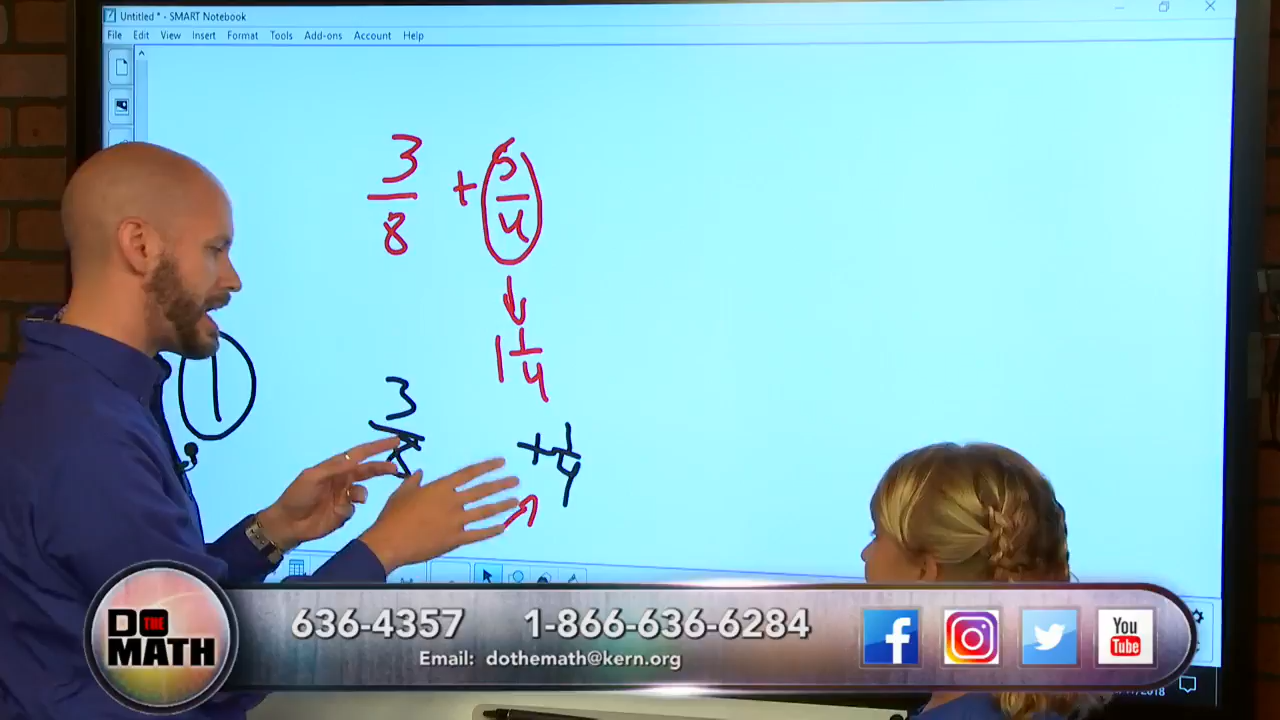 Untitled * - SMART Notebook
File Edit View Insert Format Tools Add-ons Account Help
3/8 + 5/4
1 1/4
1
3/8 + 1/4
DO THE MATH
636-4357 1-866-636-6284
Email: dothemath@kern.org
f
You Tube